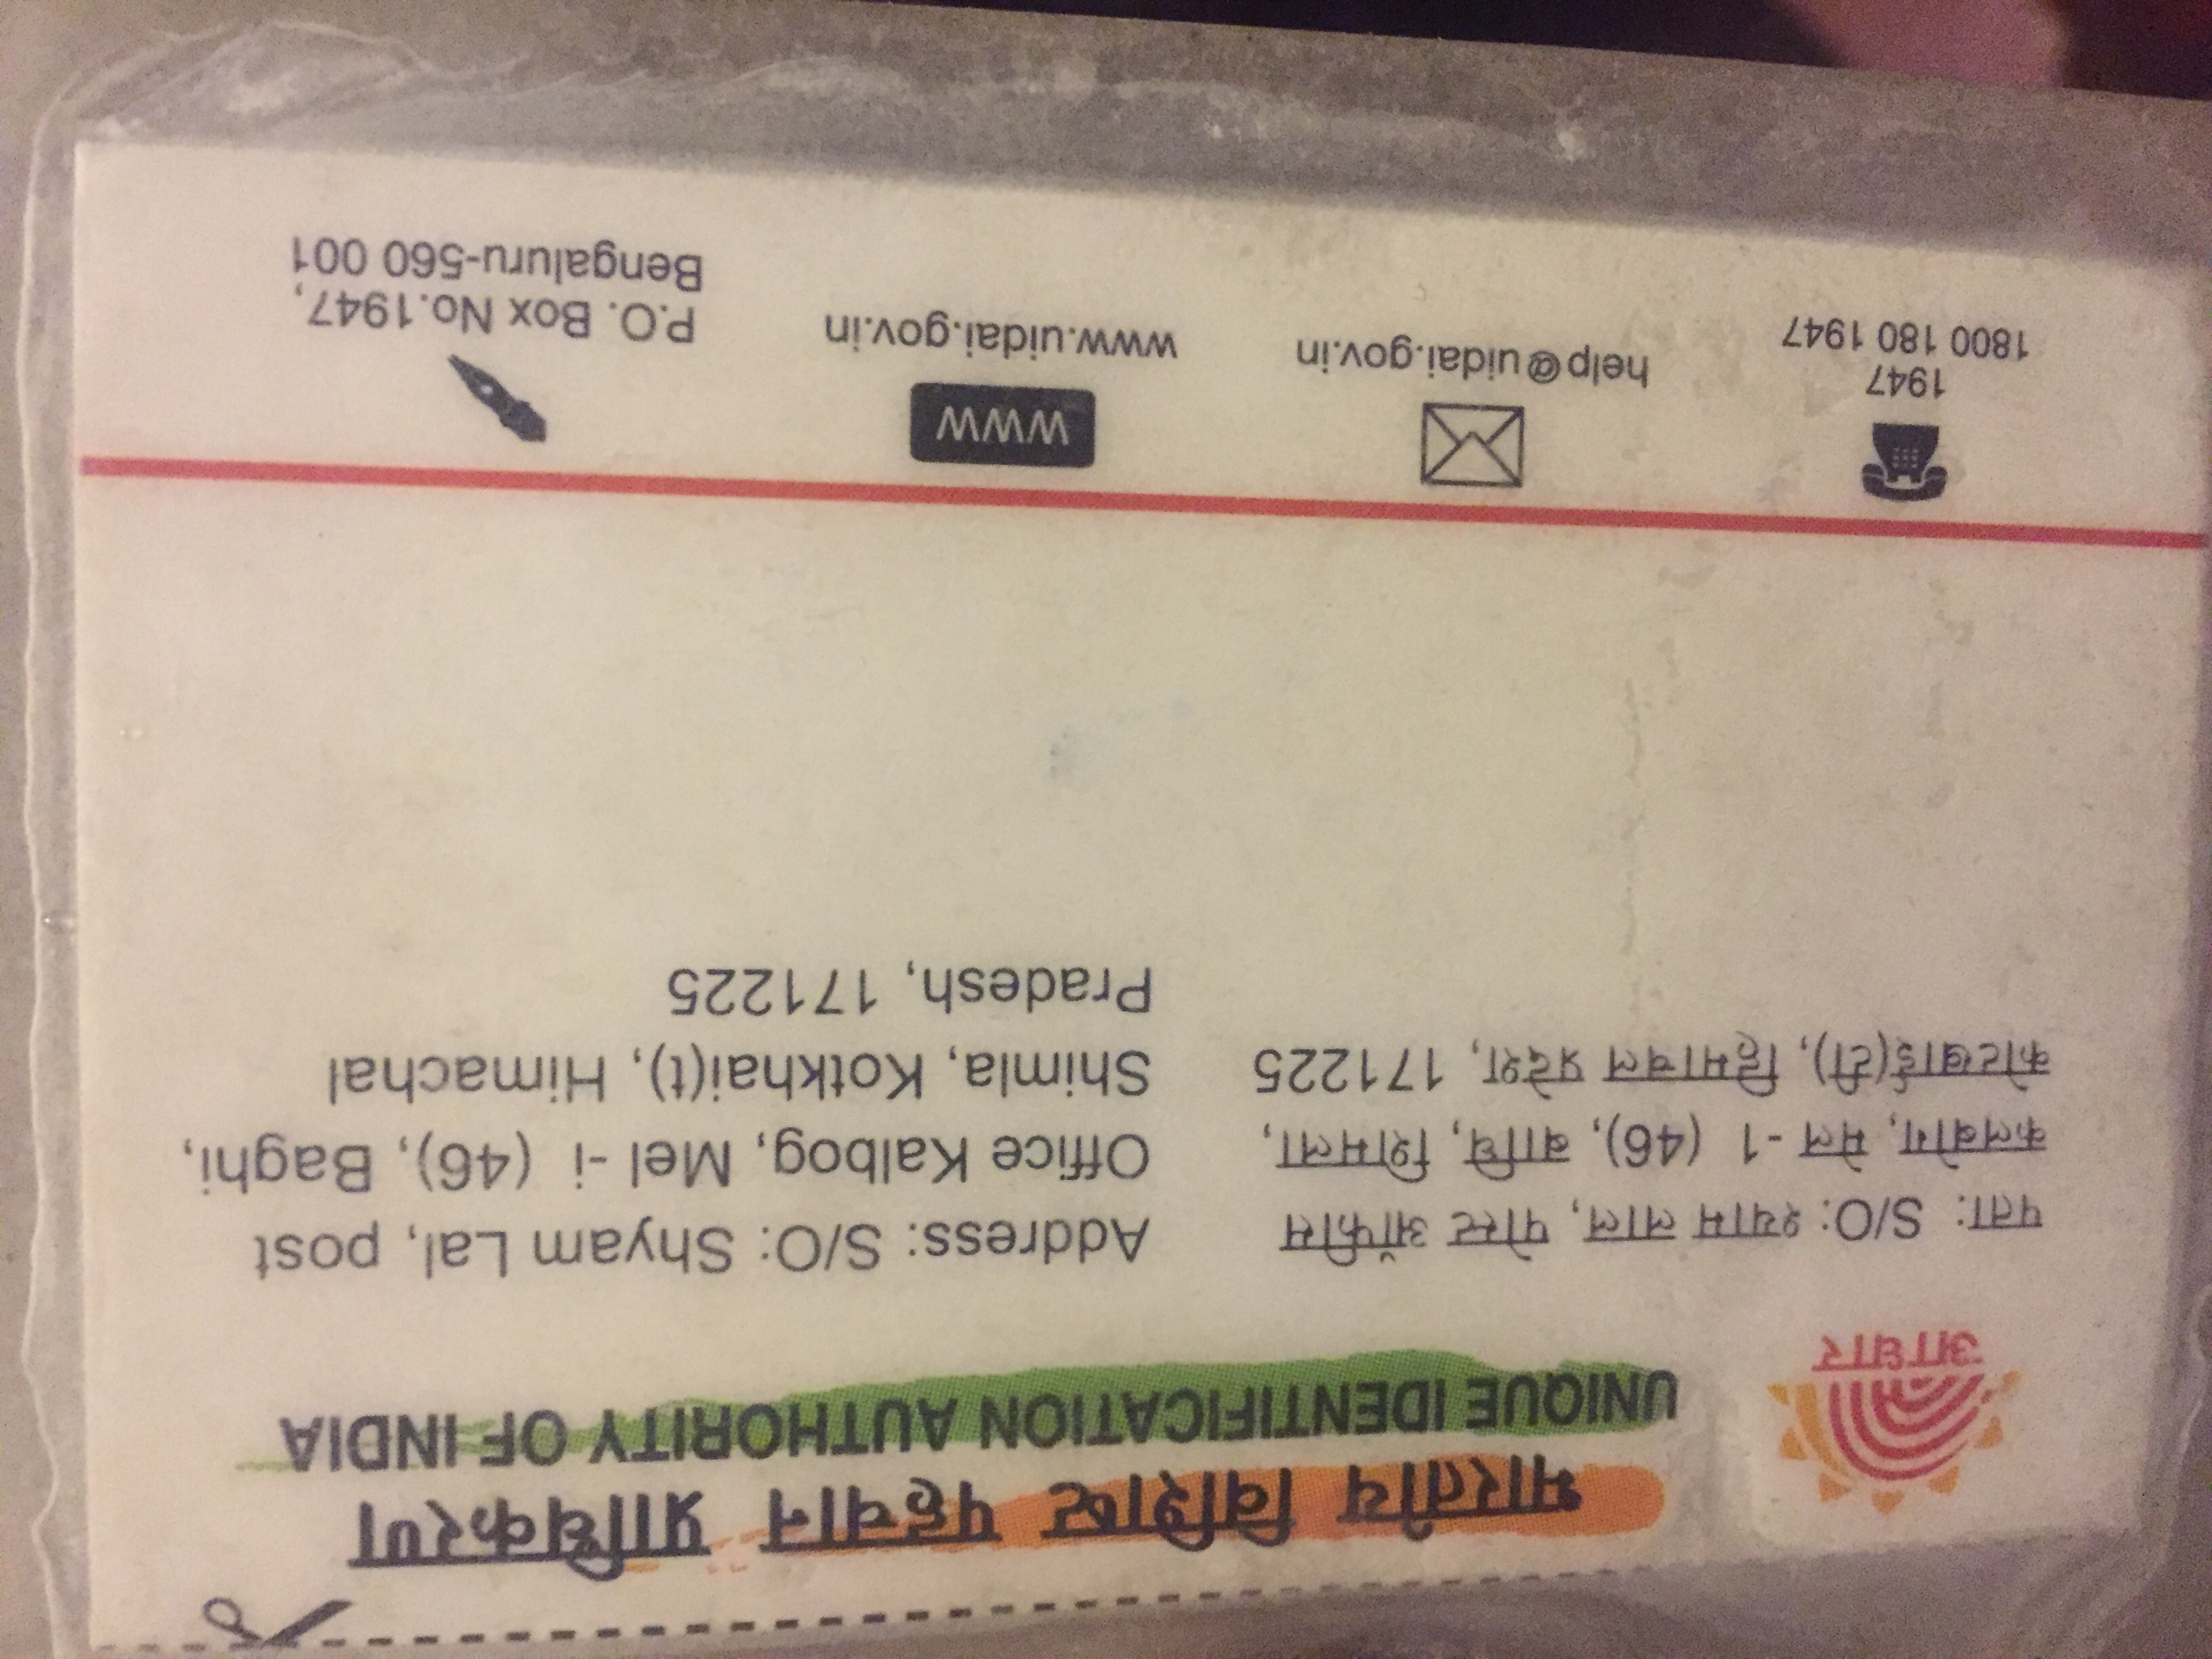 भारतीय विशिष्ट पहचान प्राधिकरण
UNIQUE IDENTIFICATION AUTHORITY OF INDIA
आधार
पता: S/O: श्याम लाल, पोस्ट ऑफीस
कलबोग, मेल -1 (46), बाघि, शिमला,
कोटखाई(टी), हिमाचल प्रदेश, 171225
Address: S/O: Shyam Lal, post
Office Kalbog, Mel -i (46), Baghi,
Shimla, Kotkhai(t), Himachal
Pradesh, 171225
1947
1800 180 1947
help@uidai.gov.in
WWW
www.uidai.gov.in
P.O. Box No.1947,
Bengaluru-560 001